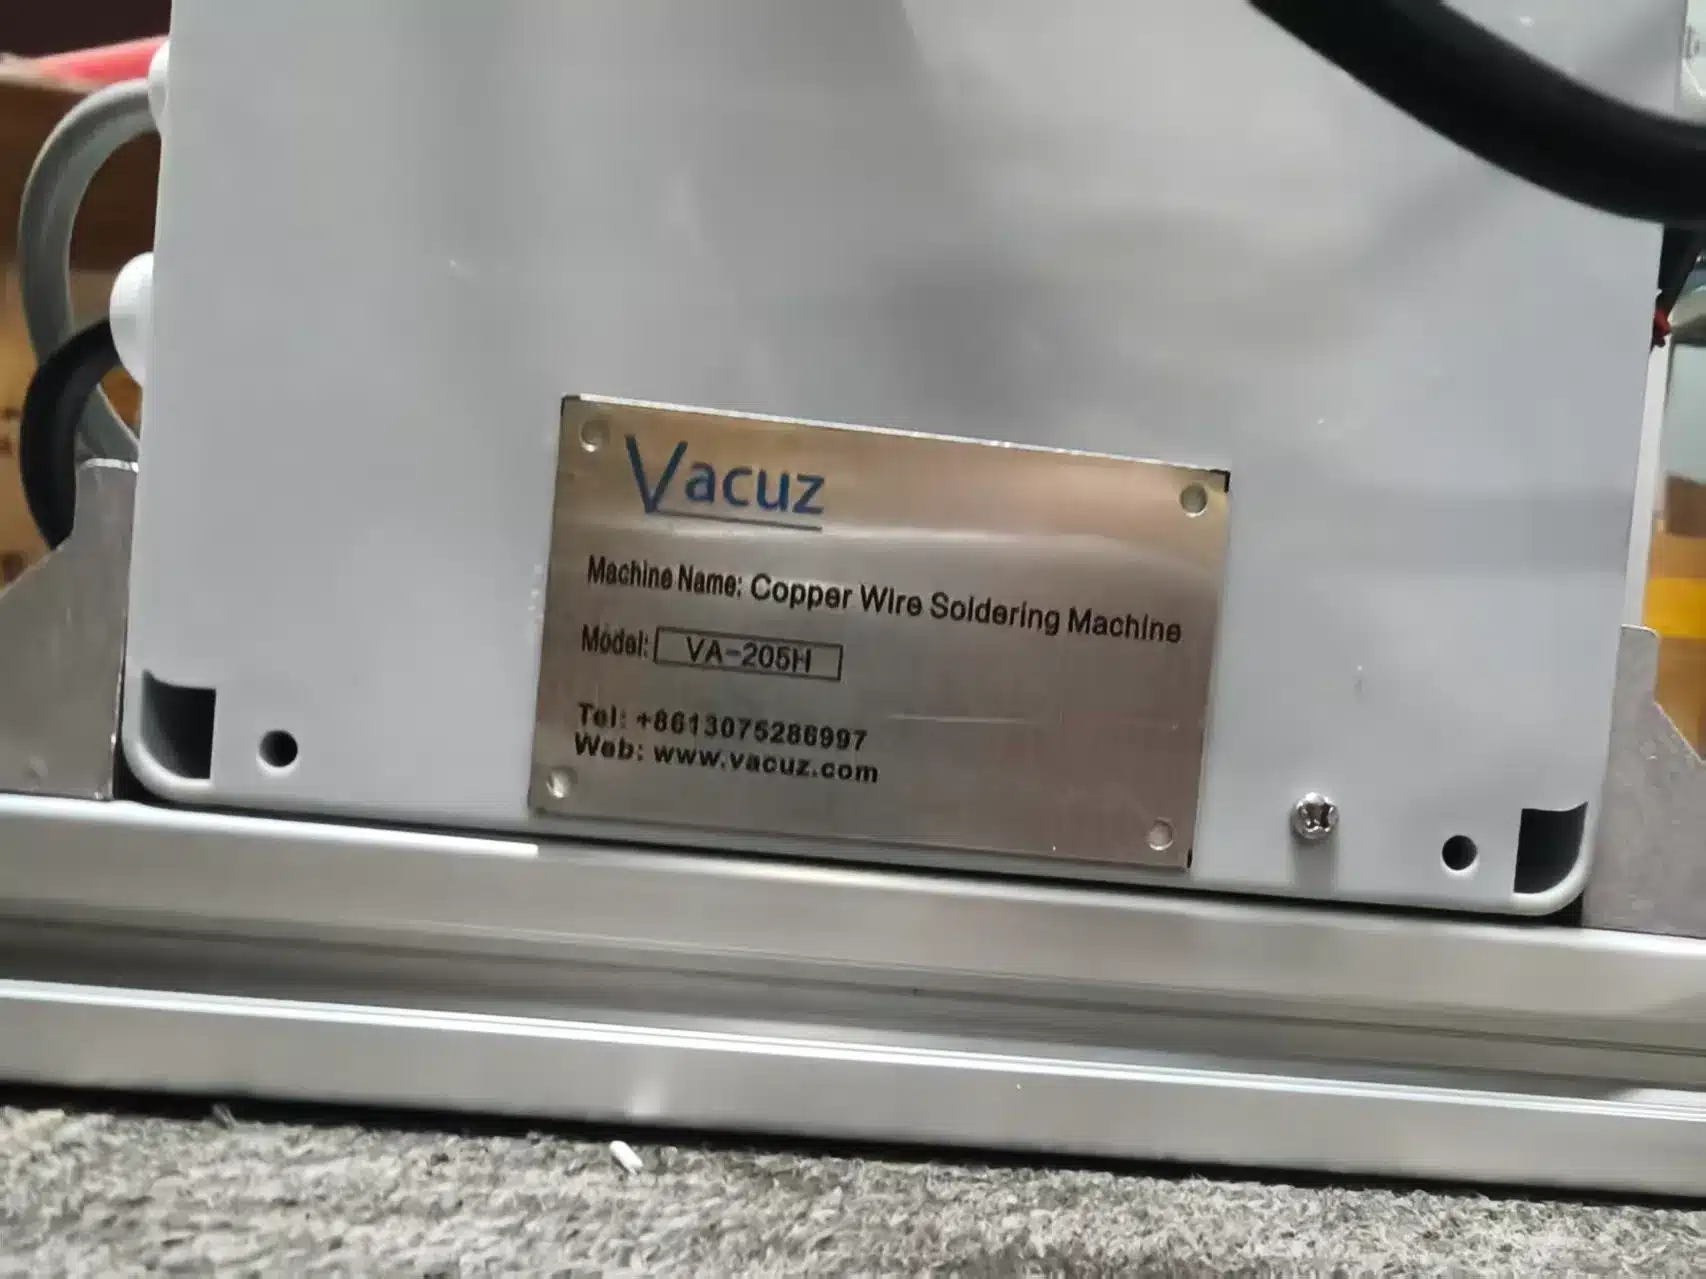 Vacuz
Machine Name: Copper Wire Soldering Machine
Model: VA-205H
Tel: +8613075286997
Web: www.vacuz.com